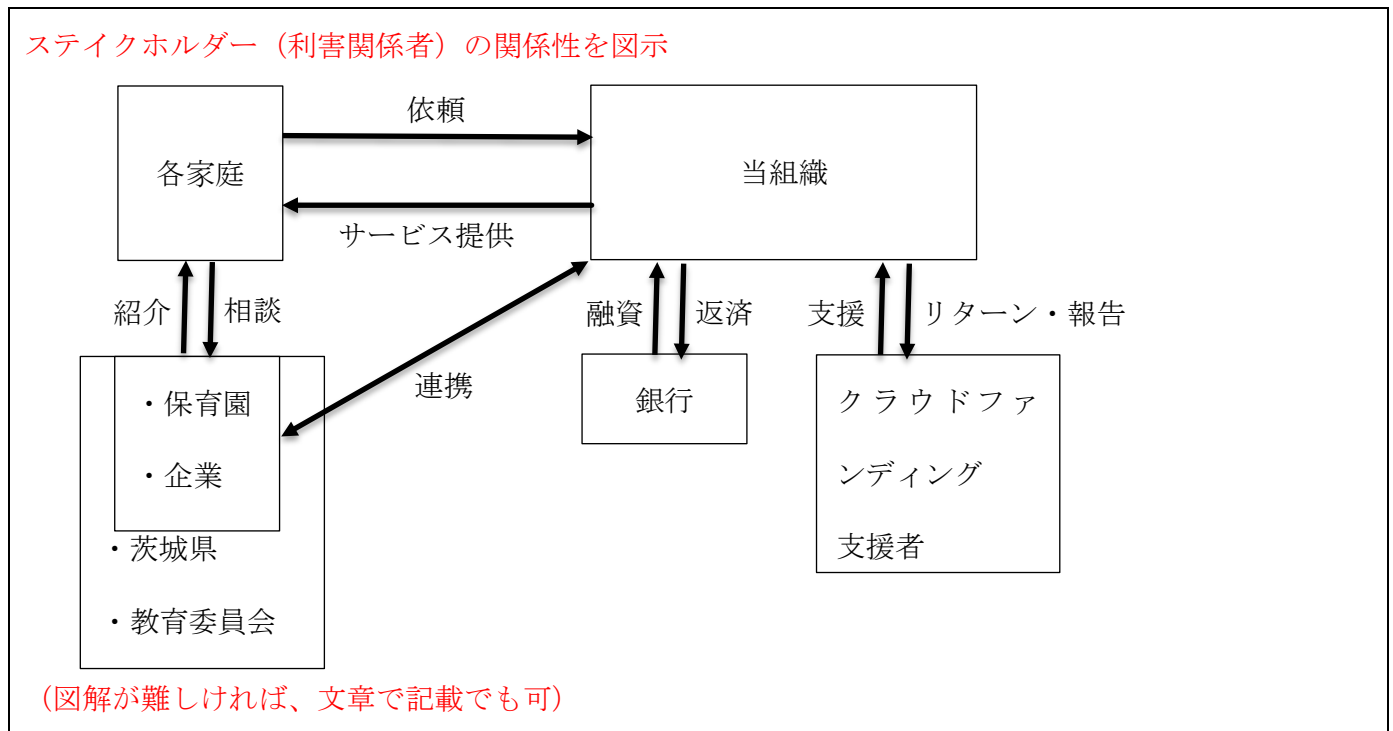 ステイクホルダー（利害関係者）の関係性を図示
依頼
各家庭
当組織
サービス提供
紹介
相談
融資
返済
支援
リターン・報告
連携
・保育園
・企業
・茨城県
・教育委員会
銀行
クラウドファ
ンディング
支援者
（図解が難しければ、文章で記載でも可）